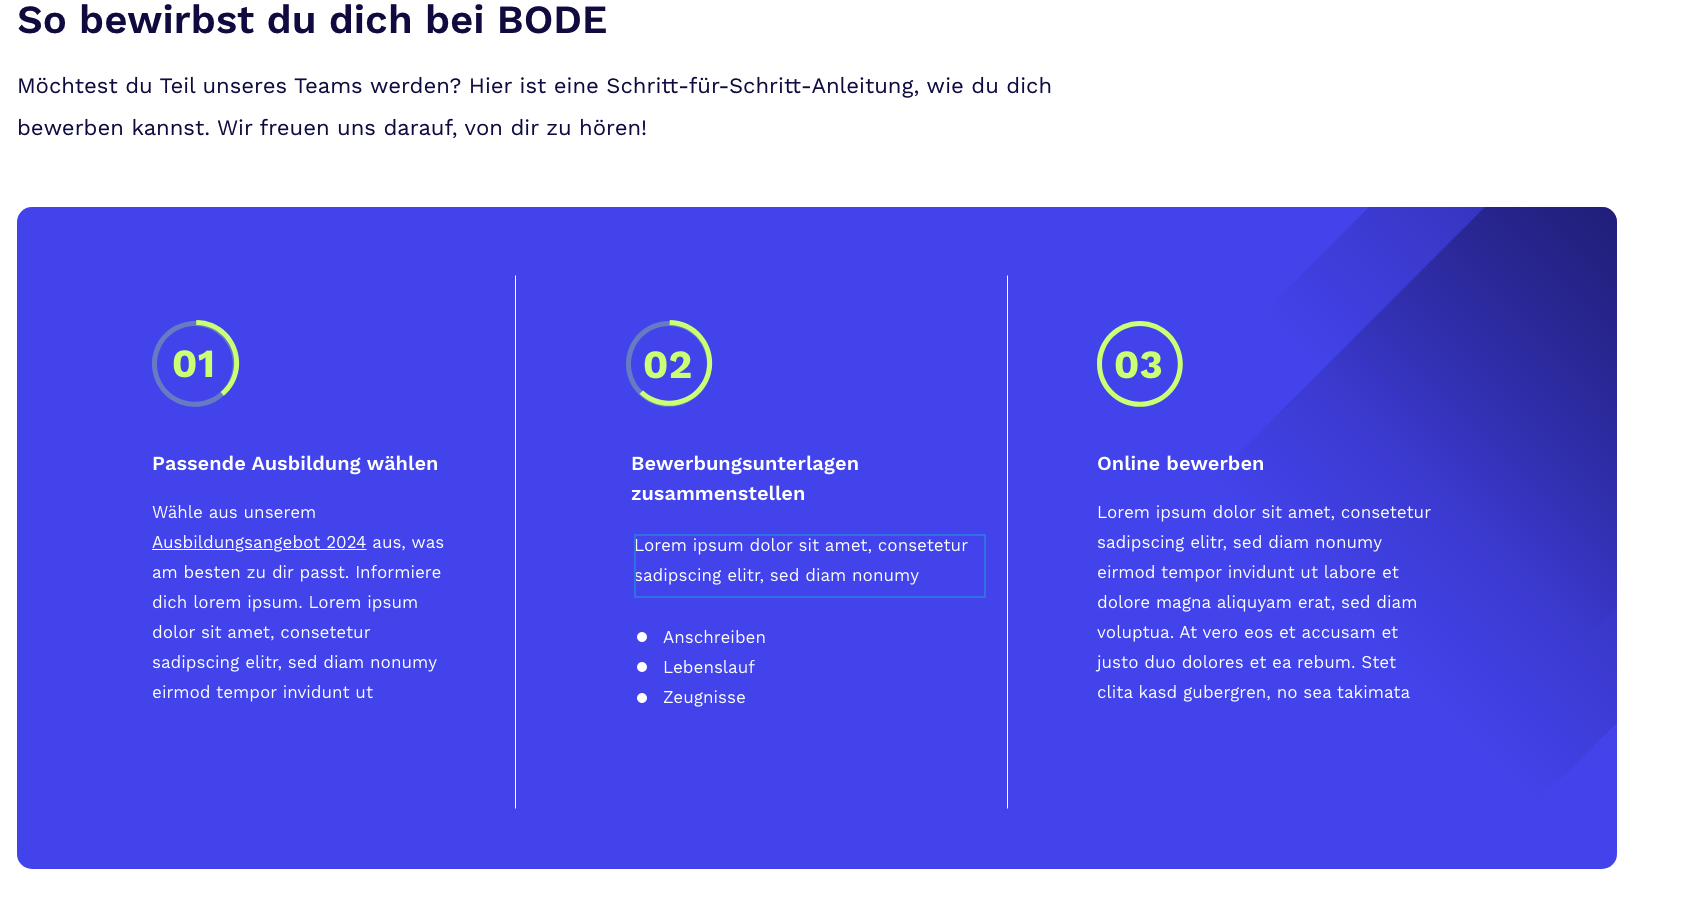 So bewirbst du dich bei BODE
Möchtest du Teil unseres Teams werden? Hier ist eine Schritt-für-Schritt-Anleitung, wie du dich
bewerben kannst. Wir freuen uns darauf, von dir zu hören!
01
Passende Ausbildung wählen
Wähle aus unserem
Ausbildungsangebot 2024 aus, was
am besten zu dir passt. Informiere
dich lorem ipsum. Lorem ipsum
dolor sit amet, consetetur
sadipscing elitr, sed diam nonumy
eirmod tempor invidunt ut
02
Bewerbungsunterlagen
zusammenstellen
Lorem ipsum dolor sit amet, consetetur
sadipscing elitr, sed diam nonumy
Anschreiben
Lebenslauf
Zeugnisse
03
Online bewerben
Lorem ipsum dolor sit amet, consetetur
sadipscing elitr, sed diam nonumy
eirmod tempor invidunt ut labore et
dolore magna aliquyam erat, sed diam
voluptua. At vero eos et accusam et
justo duo dolores et ea rebum. Stet
clita kasd gubergren, no sea takimata